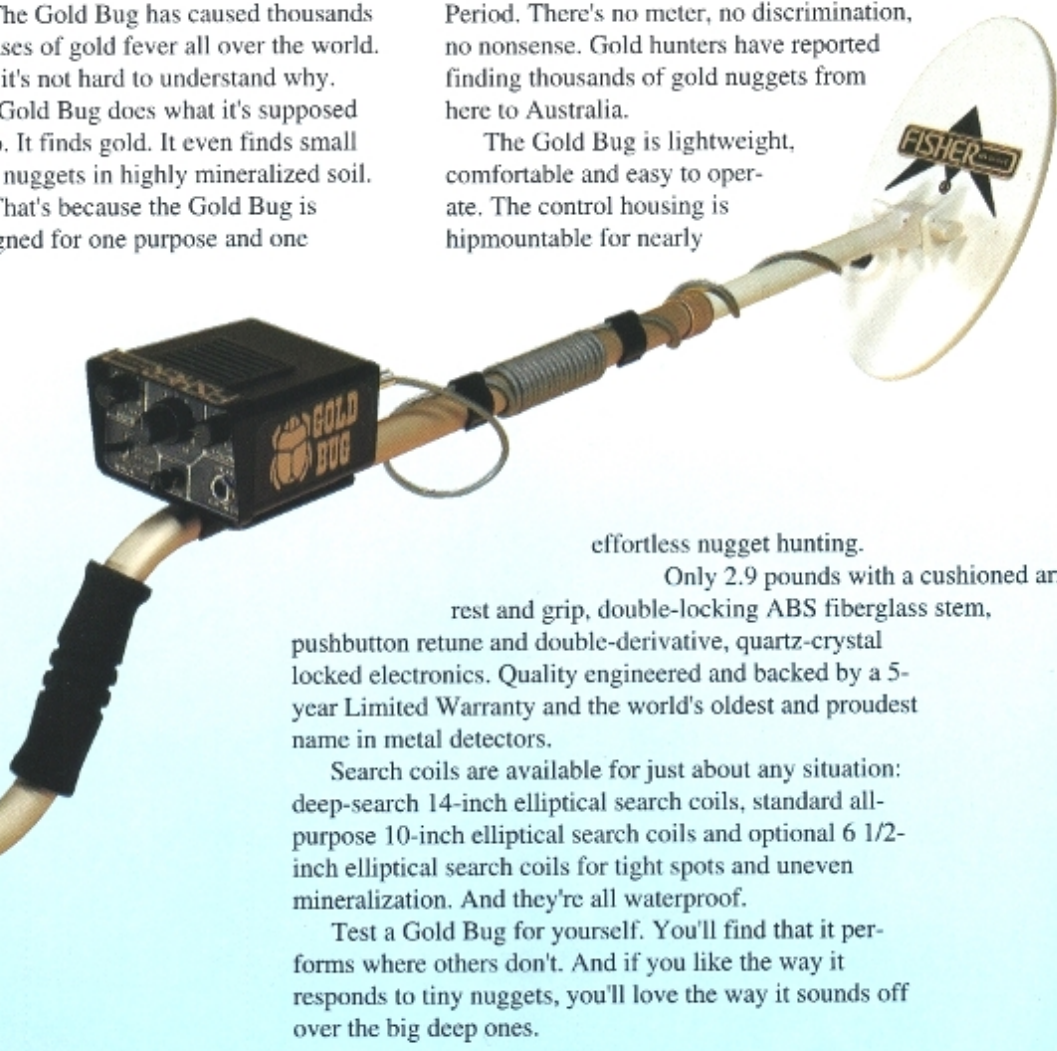 he Gold Bug has caused thousands
ses of gold fever all over the world.
it's not hard to understand why.
Gold Bug does what it's supposed
. It finds gold. It even finds small
nuggets in highly mineralized soil.
hat's because the Gold Bug is
gned for one purpose and one
Period. There's no meter, no discrimination,
no nonsense. Gold hunters have reported
finding thousands of gold nuggets from
here to Australia.
The Gold Bug is lightweight,
comfortable and easy to oper-
ate. The control housing is
hipmountable for nearly
FISHER
FISHER
GOLD
BUG
effortless nugget hunting.
Only 2.9 pounds with a cushioned ar
rest and grip, double-locking ABS fiberglass stem,
pushbutton retune and double-derivative, quartz-crystal
locked electronics. Quality engineered and backed by a 5-
year Limited Warranty and the world's oldest and proudest
name in metal detectors.
Search coils are available for just about any situation:
deep-search 14-inch elliptical search coils, standard all-
purpose 10-inch elliptical search coils and optional 6 1/2-
inch elliptical search coils for tight spots and uneven
mineralization. And they're all waterproof.
Test a Gold Bug for yourself. You'll find that it per-
forms where others don't. And if you like the way it
responds to tiny nuggets, you'll love the way it sounds off
over the big deep ones.